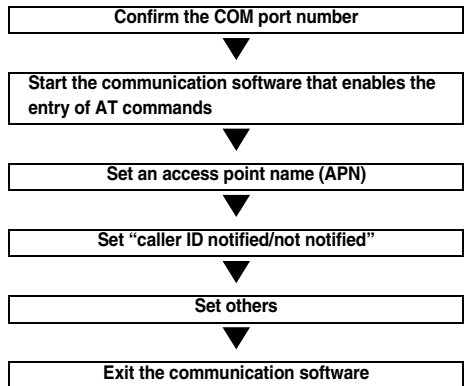 Confirm the COM port number
Start the communication software that enables the
entry of AT commands
Set an access point name (APN)
Set “caller ID notified/not notified”
Set others
Exit the communication software